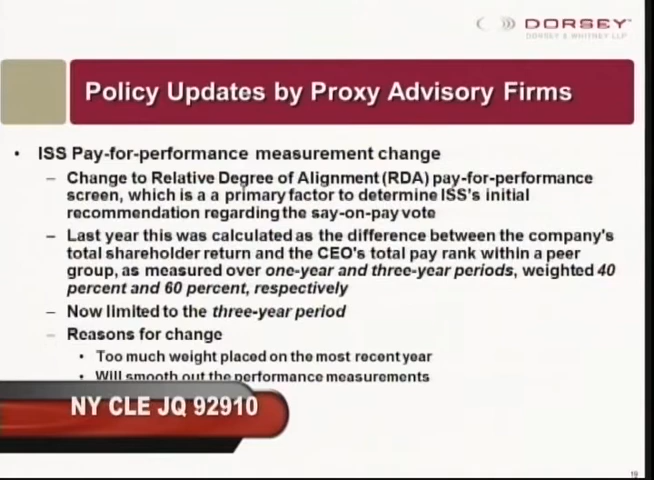 DORSEY
DORSEY & WHITNEY LLP
Policy Updates by Proxy Advisory Firms
• ISS Pay-for-performance measurement change
– Change to Relative Degree of Alignment (RDA) pay-for-performance
screen, which is a a primary factor to determine ISS's initial
recommendation regarding the say-on-pay vote
– Last year this was calculated as the difference between the company's
total shareholder return and the CEO's total pay rank within a peer
group, as measured over one-year and three-year periods, weighted 40
percent and 60 percent, respectively
– Now limited to the three-year period
– Reasons for change
• Too much weight placed on the most recent year
• Will smooth out the performance measurements
NY CLE JQ 92910
19